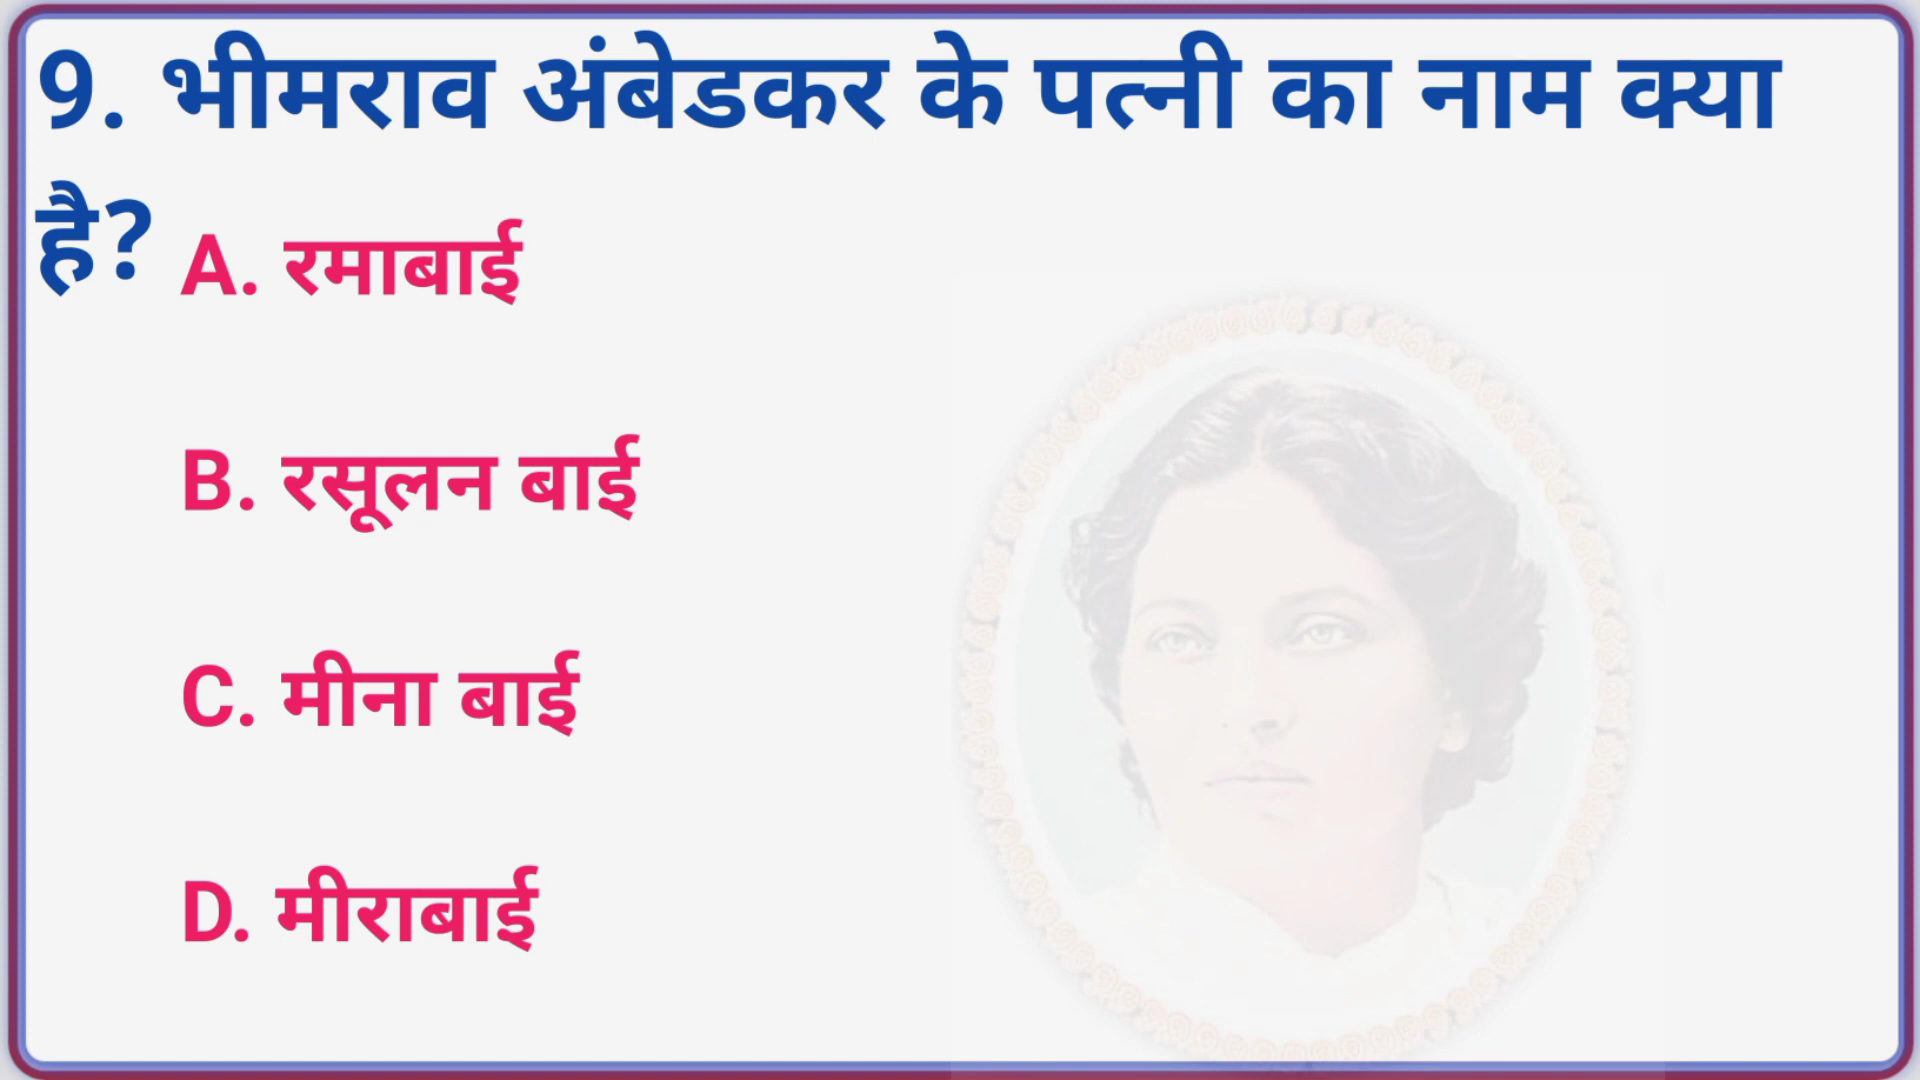 9. भीमराव अंबेडकर के पत्नी का नाम क्या
है?
A. रमाबाई
B. रसूलन बाई
C. मीना बाई
D. मीराबाई